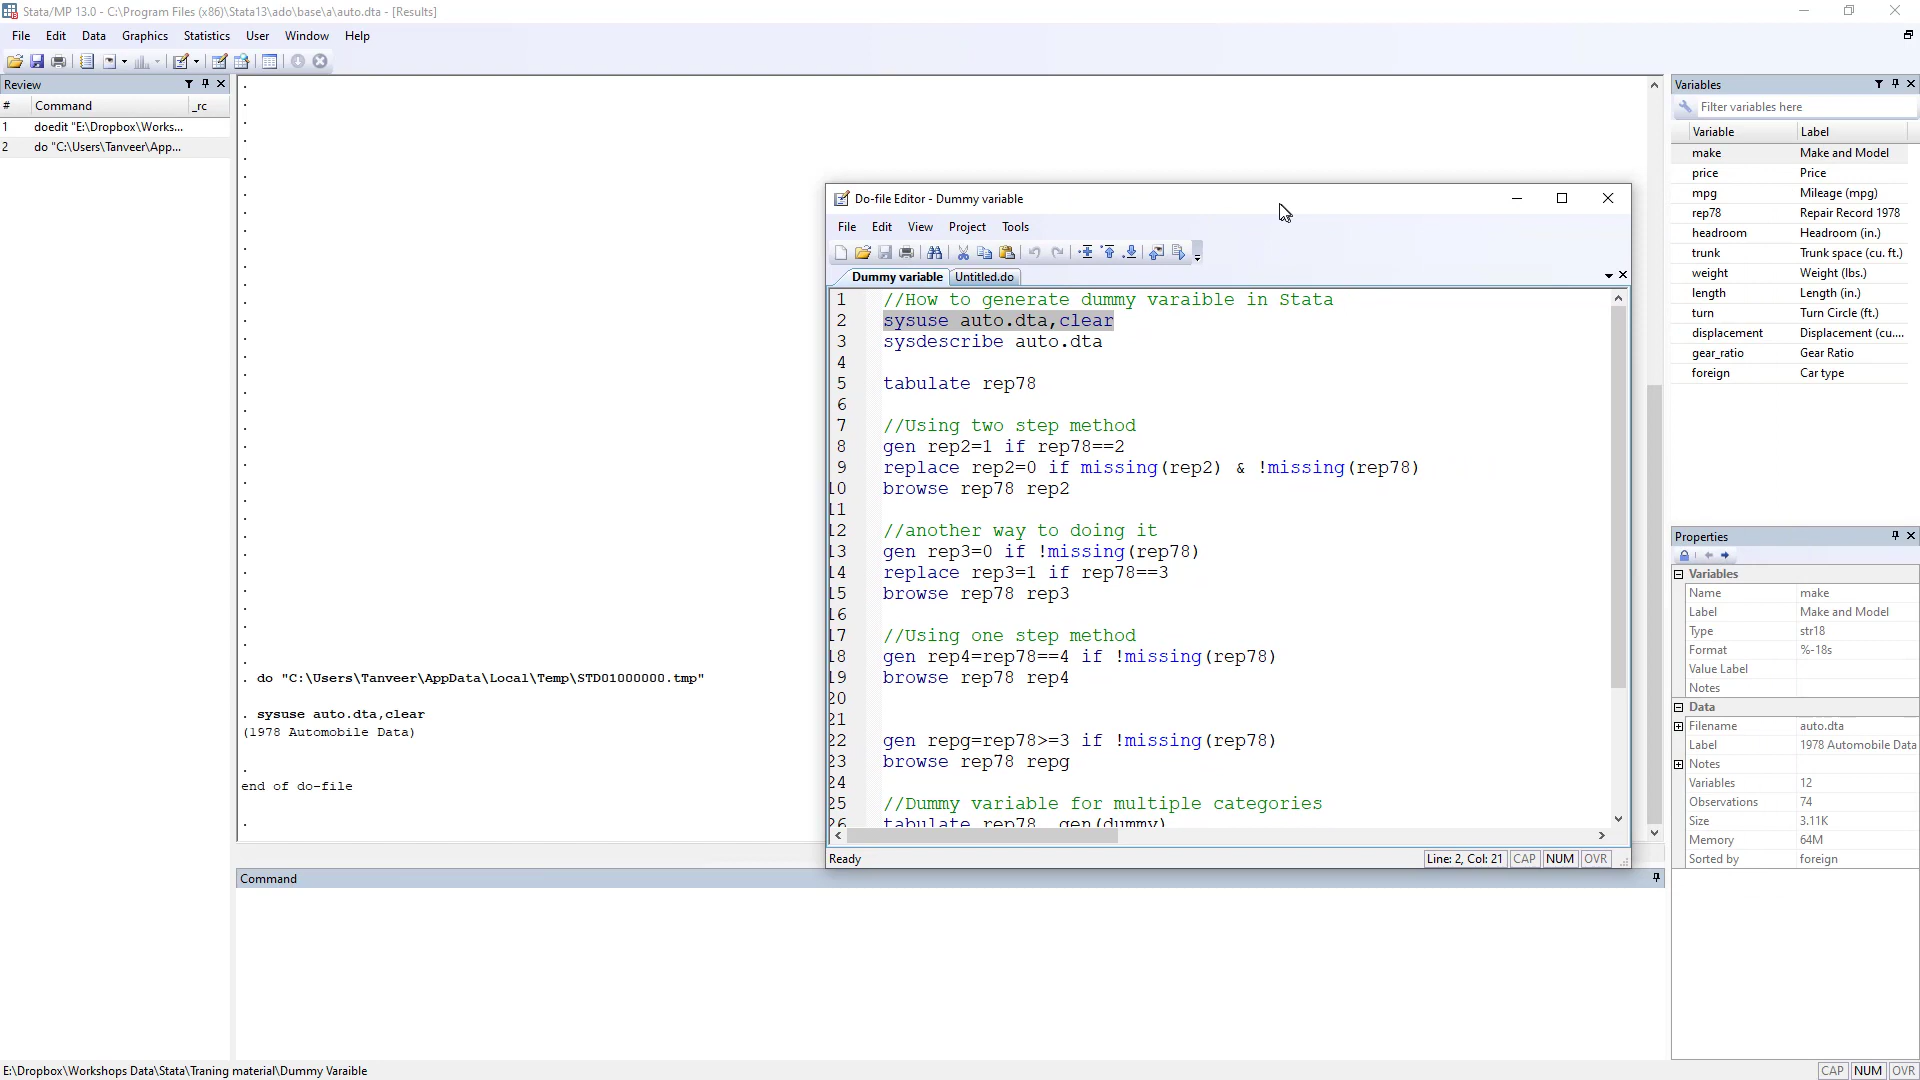 Stata/MP 13.0 - C:\Program Files (x86)\Stata13\ado\base\a\auto.dta - [Results]
File Edit Data Graphics Statistics User Window Help
Review
# Command _rc
1 doedit "E:\Dropbox\Works...
2 do "C:\Users\Tanveer\App...
. do "C:\Users\Tanveer\AppData\Local\Temp\STD01000000.tmp"
. sysuse auto.dta,clear
(1978 Automobile Data)
.
end of do-file
.
Command
Do-file Editor - Dummy variable
File Edit View Project Tools
Dummy variable Untitled.do
1 //How to generate dummy varaible in Stata
2 sysuse auto.dta,clear
3 sysdescribe auto.dta
4
5 tabulate rep78
6
7 //Using two step method
8 gen rep2=1 if rep78==2
9 replace rep2=0 if missing(rep2) & !missing(rep78)
10 browse rep78 rep2
11
12 //another way to doing it
13 gen rep3=0 if !missing(rep78)
14 replace rep3=1 if rep78==3
15 browse rep78 rep3
16
17 //Using one step method
18 gen rep4=rep78==4 if !missing(rep78)
19 browse rep78 rep4
20
21
22 gen repg=rep78>=3 if !missing(rep78)
23 browse rep78 repg
24
25 //Dummy variable for multiple categories
26 tabulate rep78, gen(dummy)
Ready Line: 2, Col: 21 CAP NUM OVR
Variables
Filter variables here
Variable Label
make Make and Model
price Price
mpg Mileage (mpg)
rep78 Repair Record 1978
headroom Headroom (in.)
trunk Trunk space (cu. ft.)
weight Weight (lbs.)
length Length (in.)
turn Turn Circle (ft.)
displacement Displacement (cu....
gear_ratio Gear Ratio
foreign Car type
Properties
Variables
Name make
Label Make and Model
Type str18
Format %-18s
Value Label
Notes
Data
Filename auto.dta
Label 1978 Automobile Data
Notes
Variables 12
Observations 74
Size 3.11K
Memory 64M
Sorted by foreign
E:\Dropbox\Workshops Data\Stata\Traning material\Dummy Varaible CAP NUM OVR